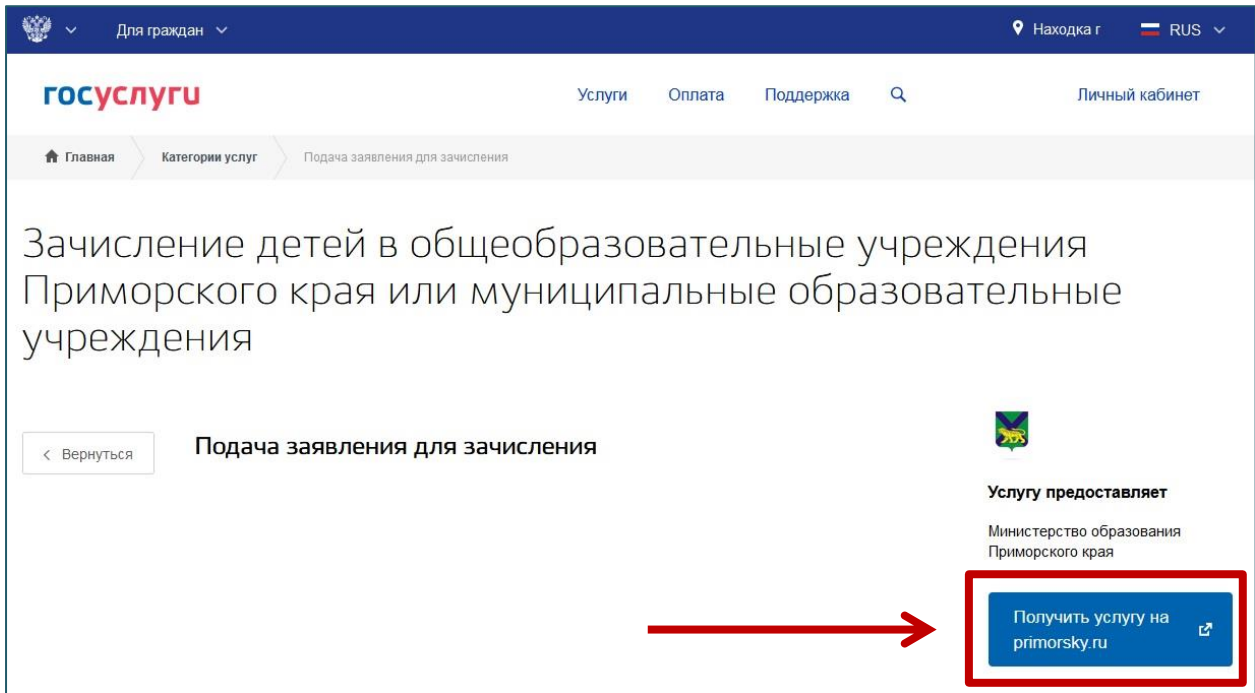 Для граждан
Находка г
RUS
госуслуги
Услуги
Оплата
Поддержка
Личный кабинет
Главная
Категории услуг
Подача заявления для зачисления
Зачисление детей в общеобразовательные учреждения
Приморского края или муниципальные образовательные
учреждения
Вернуться
Подача заявления для зачисления
Услугу предоставляет
Министерство образования
Приморского края
Получить услугу на
primorsky.ru